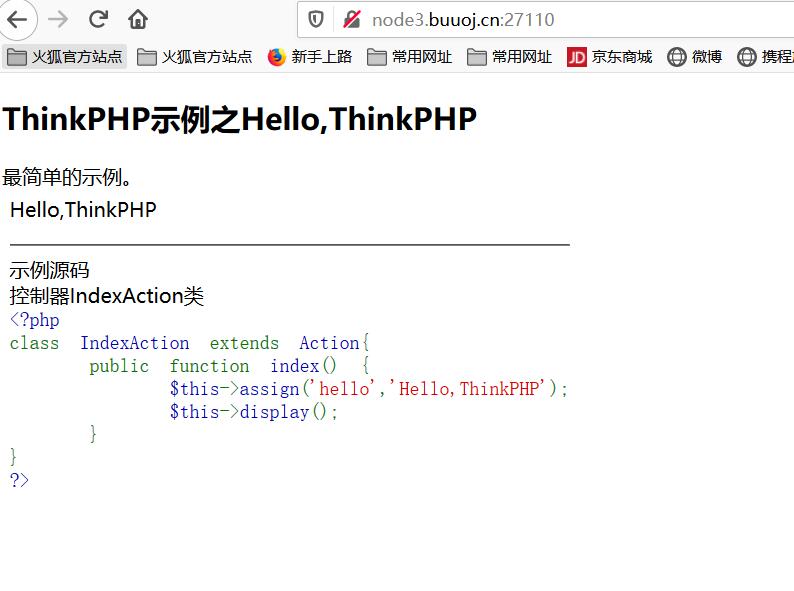 node3.buuoj.cn:27110
火狐官方站点 火狐官方站点 新手上路 常用网址 常用网址 JD 京东商城 微博 携程
ThinkPHP示例之Hello,ThinkPHP
最简单的示例。
Hello,ThinkPHP
示例源码
控制器IndexAction类
<?php
class IndexAction extends Action{
public function index() {
$this->assign('hello','Hello,ThinkPHP');
$this->display();
}
}
?>